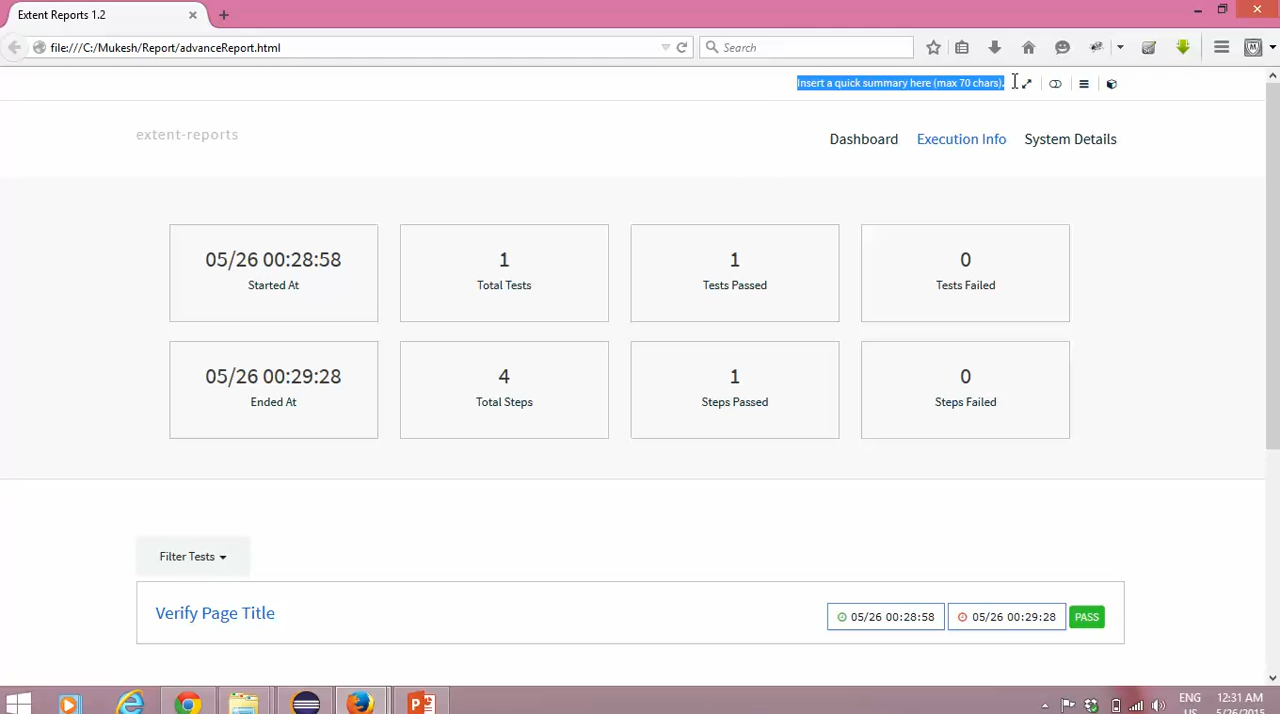 Extent Reports 1.2
file:///C:/Mukesh/Report/advanceReport.html
Search
Insert a quick summary here (max 70 chars).
extent-reports
Dashboard Execution Info System Details
05/26 00:28:58 1 1 0
Started At Total Tests Tests Passed Tests Failed
05/26 00:29:28 4 1 0
Ended At Total Steps Steps Passed Steps Failed
Filter Tests
Verify Page Title 05/26 00:28:58 05/26 00:29:28 PASS
ENG 12:31 AM
US 5/26/2015